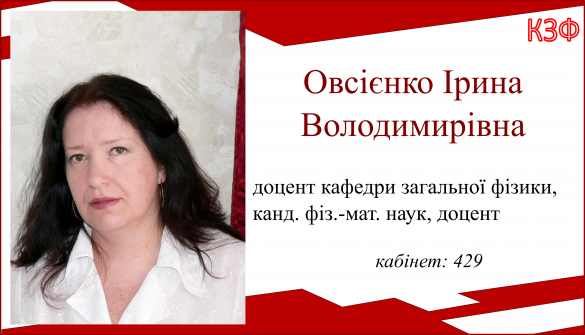 КЗФ
Овсієнко Ірина
Володимирівна
доцент кафедри загальної фізики,
канд. фіз.-мат. наук, доцент
кабінет: 429